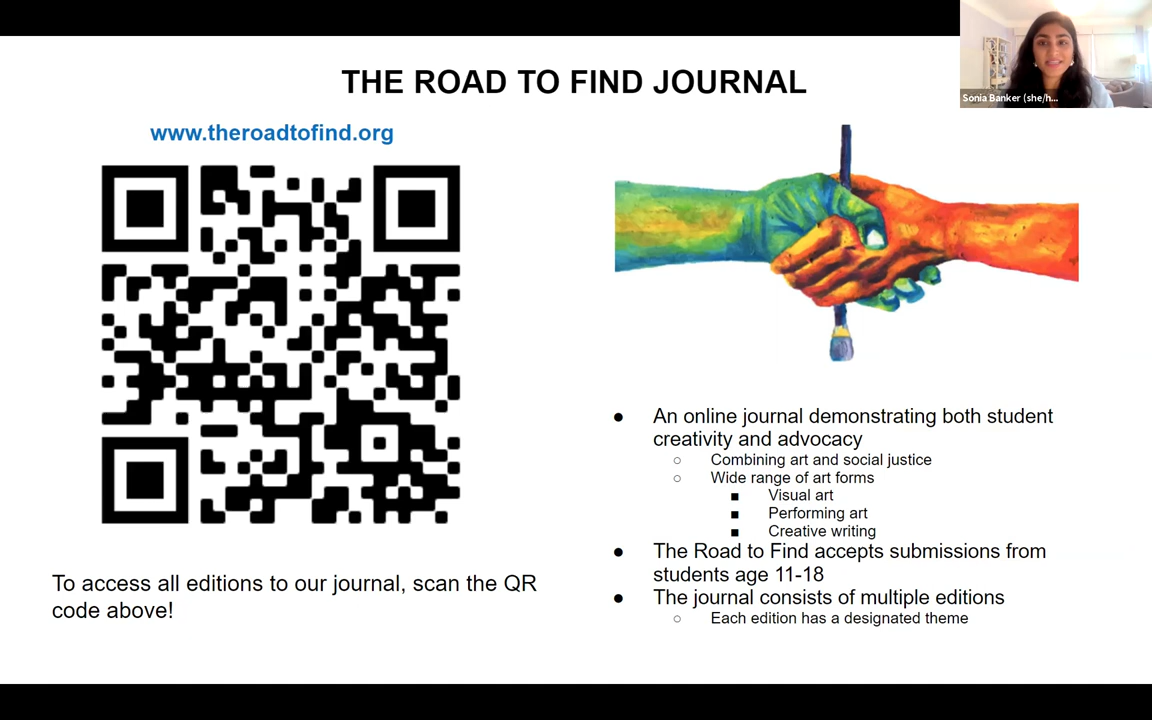 THE ROAD TO FIND JOURNAL
Sonia Banker (she/h...
www.theroadtofind.org
To access all editions to our journal, scan the QR
code above!
● An online journal demonstrating both student
creativity and advocacy
○ Combining art and social justice
○ Wide range of art forms
■ Visual art
■ Performing art
■ Creative writing
● The Road to Find accepts submissions from
students age 11-18
● The journal consists of multiple editions
○ Each edition has a designated theme